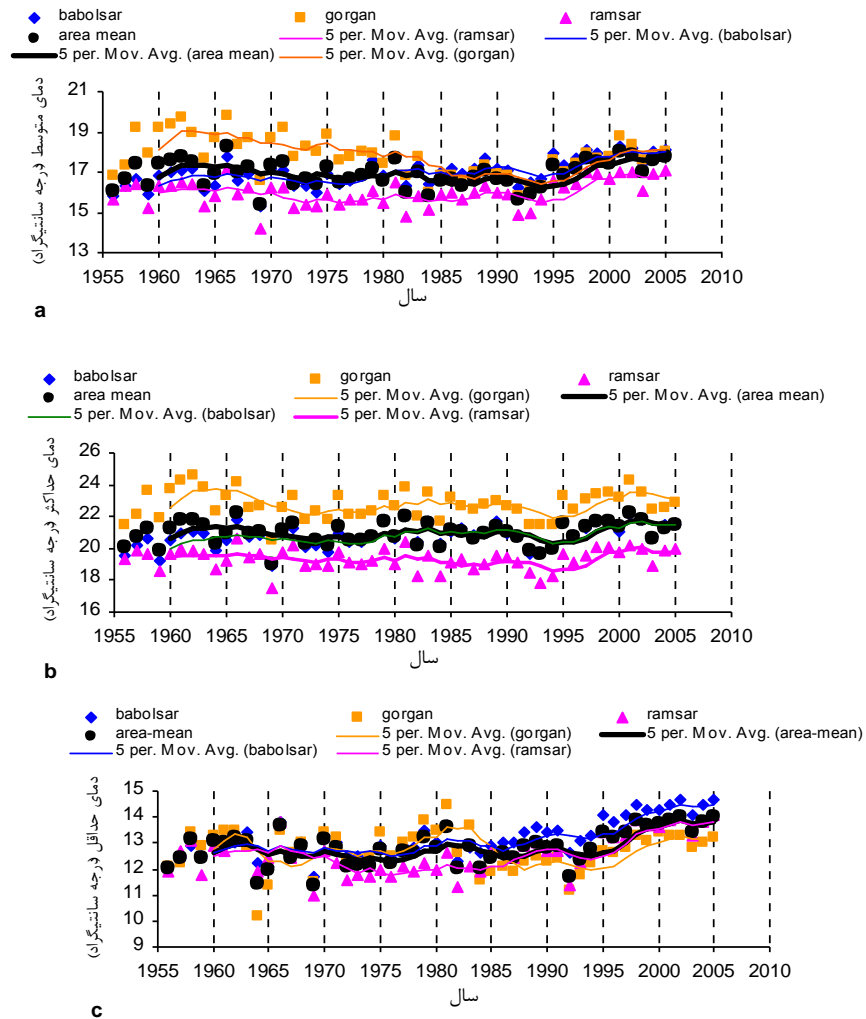 babolsar gorgan ramsar
area mean 5 per. Mov. Avg. (ramsar) 5 per. Mov. Avg. (babolsar)
5 per. Mov. Avg. (area mean) 5 per. Mov. Avg. (gorgan)
دمای متوسط (درجه سانتیگراد)
21
19
17
15
13
1955 1960 1965 1970 1975 1980 1985 1990 1995 2000 2005 2010
سال
a
babolsar gorgan ramsar
area mean 5 per. Mov. Avg. (gorgan) 5 per. Mov. Avg. (area mean)
5 per. Mov. Avg. (babolsar) 5 per. Mov. Avg. (ramsar)
دمای حداکثر (درجه سانتیگراد)
26
24
22
20
18
16
1955 1960 1965 1970 1975 1980 1985 1990 1995 2000 2005 2010
سال
b
babolsar gorgan ramsar
area-mean 5 per. Mov. Avg. (gorgan) 5 per. Mov. Avg. (area-mean)
5 per. Mov. Avg. (babolsar) 5 per. Mov. Avg. (ramsar)
دمای حداقل (درجه سانتیگراد)
15
14
13
12
11
10
9
1955 1960 1965 1970 1975 1980 1985 1990 1995 2000 2005 2010
سال
c